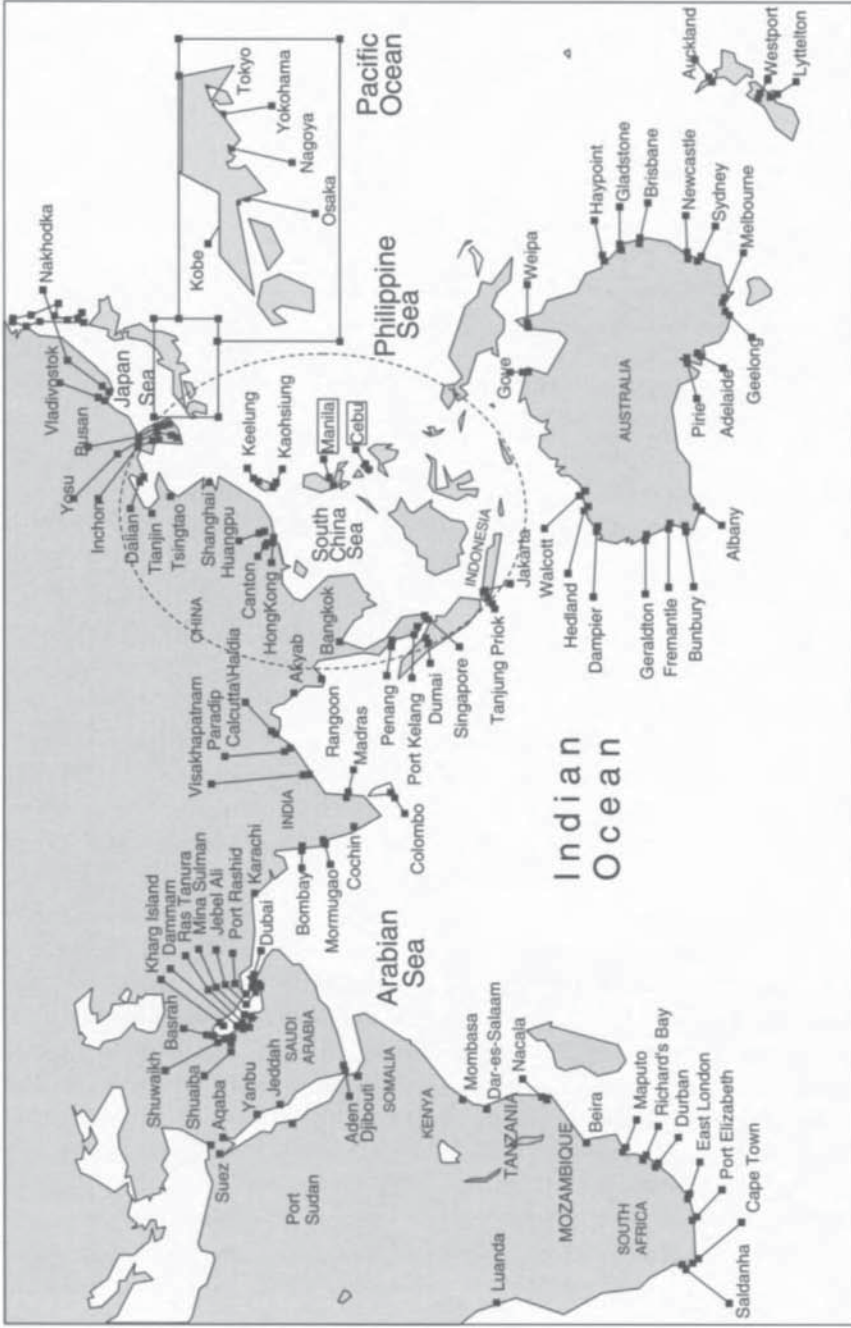 Suez
Aqaba
Shuaiba
Shuwaikh
Basrah
Kharg Island
Dammam
Ras Tanura
Mina Sulman
Jebel Ali
Port Rashid
Karachi
Dubai
Yanbu
Jeddah
SAUDI
ARABIA
Port
Sudan
Aden
Djibouti
SOMALIA
KENYA
Mombasa
Dar-es-Salaam
Nacala
TANZANIA
MOZAMBIQUE
Luanda
Beira
Maputo
Richard's Bay
Durban
East London
Port Elizabeth
Cape Town
Saldanha
SOUTH
AFRICA
Arabian
Sea
Bombay
Mormugao
Cochin
INDIA
Colombo
Madras
Visakhapatnam
Paradip
Calcutta\Haldia
Akyab
Rangoon
Indian
Ocean
CHINA
Bangkok
Penang
Port Kelang
Dumai
Singapore
Tanjung Priok
Jakarta
INDONESIA
HongKong
Canton
Huangpu
Shanghai
Tsingtao
Tianjin
Dalian
Inchon
Yosu
Busan
Vladivostok
Nakhodka
Japan
Sea
Keelung
Kaohsiung
Manila
Cebu
South
China
Sea
Philippine
Sea
Pacific
Ocean
Kobe
Osaka
Nagoya
Yokohama
Tokyo
Walcott
Hedland
Dampier
Geraldton
Fremantle
Bunbury
Albany
AUSTRALIA
Gove
Weipa
Haypoint
Gladstone
Brisbane
Newcastle
Sydney
Melbourne
Geelong
Adelaide
Pirie
Auckland
Westport
Lyttelton